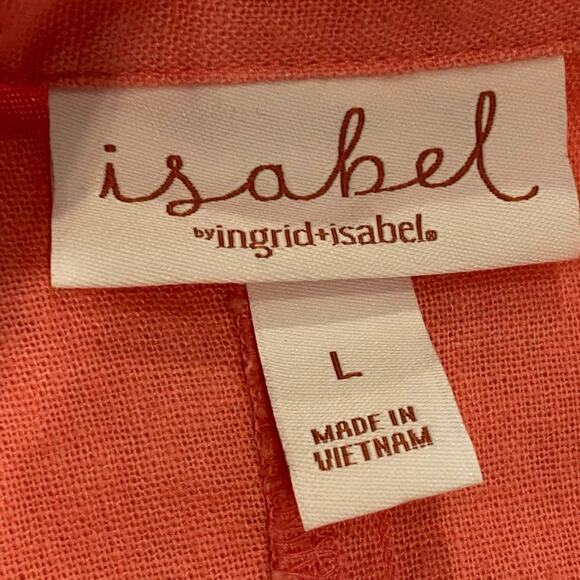 isabel
by ingrid+isabel®
L
MADE IN
VIETNAM